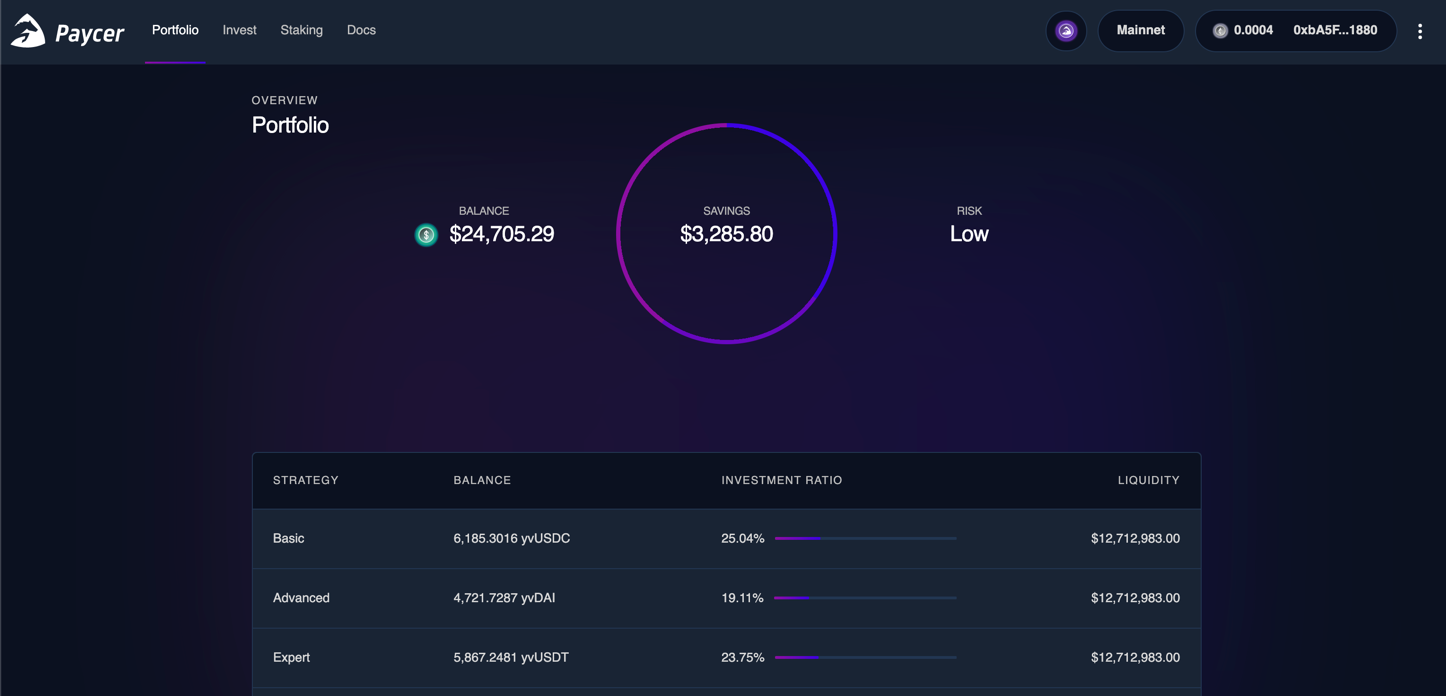 Paycer Portfolio Invest Staking Docs Mainnet 0.0004 0xbA5F...1880
OVERVIEW
Portfolio
BALANCE SAVINGS RISK
$24,705.29 $3,285.80 Low
STRATEGY BALANCE INVESTMENT RATIO LIQUIDITY
Basic 6,185.3016 yvUSDC 25.04% $12,712,983.00
Advanced 4,721.7287 yvDAI 19.11% $12,712,983.00
Expert 5,867.2481 yvUSDT 23.75% $12,712,983.00